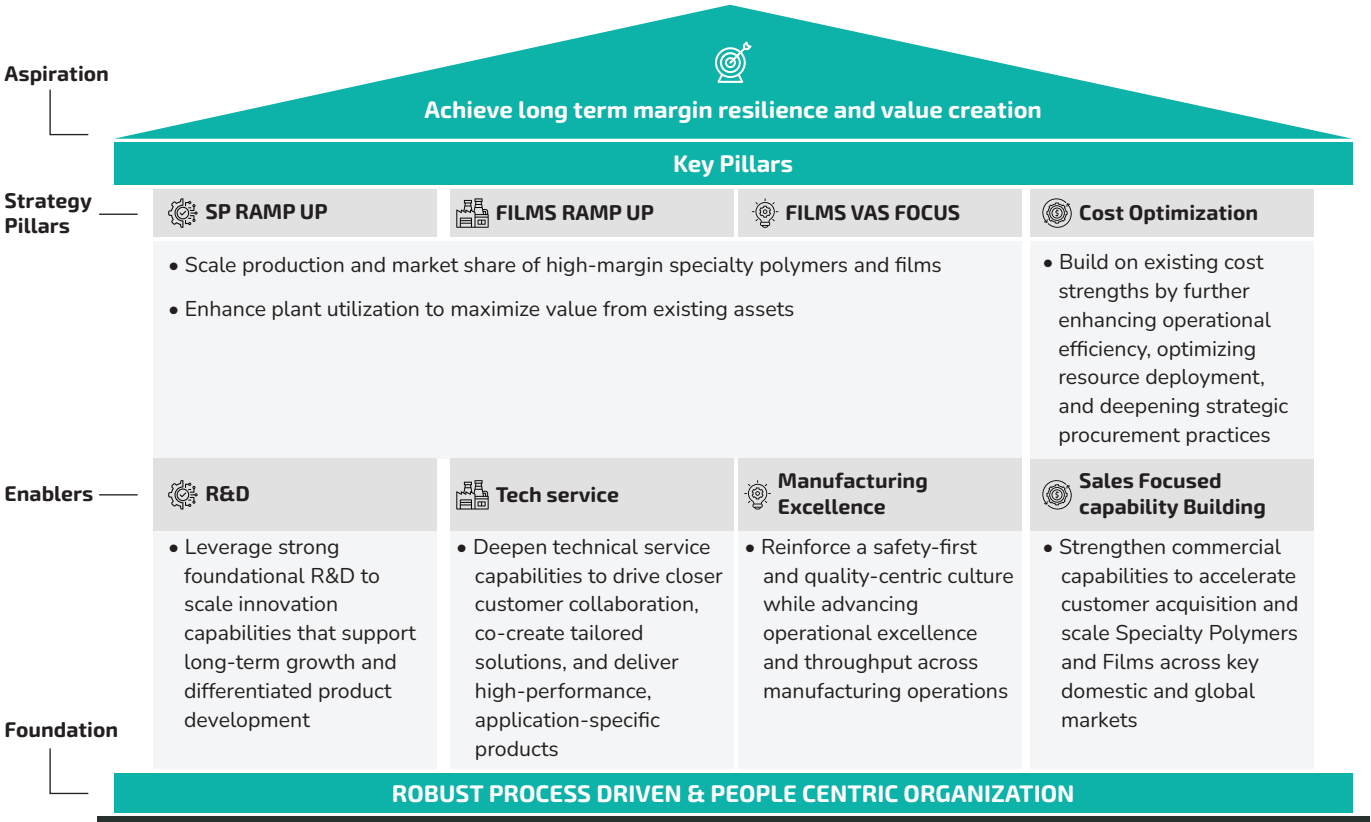 Aspiration
Achieve long term margin resilience and value creation
Key Pillars
Strategy
Pillars
SP RAMP UP
FILMS RAMP UP
FILMS VAS FOCUS
Cost Optimization
• Scale production and market share of high-margin specialty polymers and films
• Enhance plant utilization to maximize value from existing assets
• Build on existing cost
strengths by further
enhancing operational
efficiency, optimizing
resource deployment,
and deepening strategic
procurement practices
Enablers
R&D
Tech service
Manufacturing
Excellence
Sales Focused
capability Building
• Leverage strong
foundational R&D to
scale innovation
capabilities that support
long-term growth and
differentiated product
development
• Deepen technical service
capabilities to drive closer
customer collaboration,
co-create tailored
solutions, and deliver
high-performance,
application-specific
products
• Reinforce a safety-first
and quality-centric culture
while advancing
operational excellence
and throughput across
manufacturing operations
• Strengthen commercial
capabilities to accelerate
customer acquisition and
scale Specialty Polymers
and Films across key
domestic and global
markets
Foundation
ROBUST PROCESS DRIVEN & PEOPLE CENTRIC ORGANIZATION